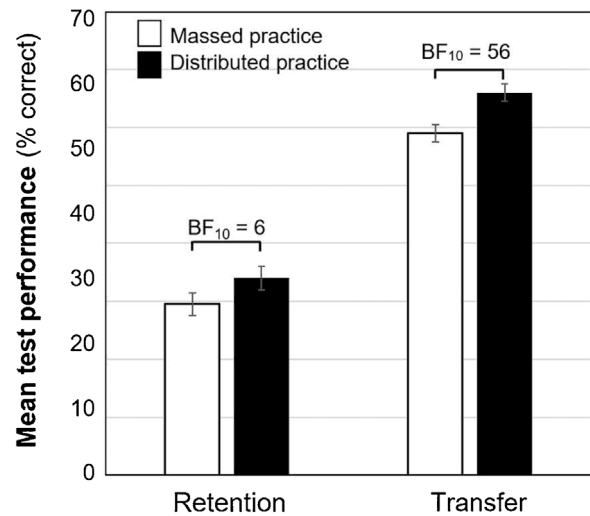 70
60
50
40
30
20
10
0
Mean test performance (% correct)
Massed practice
Distributed practice
BF₁₀ = 6
BF₁₀ = 56
Retention
Transfer